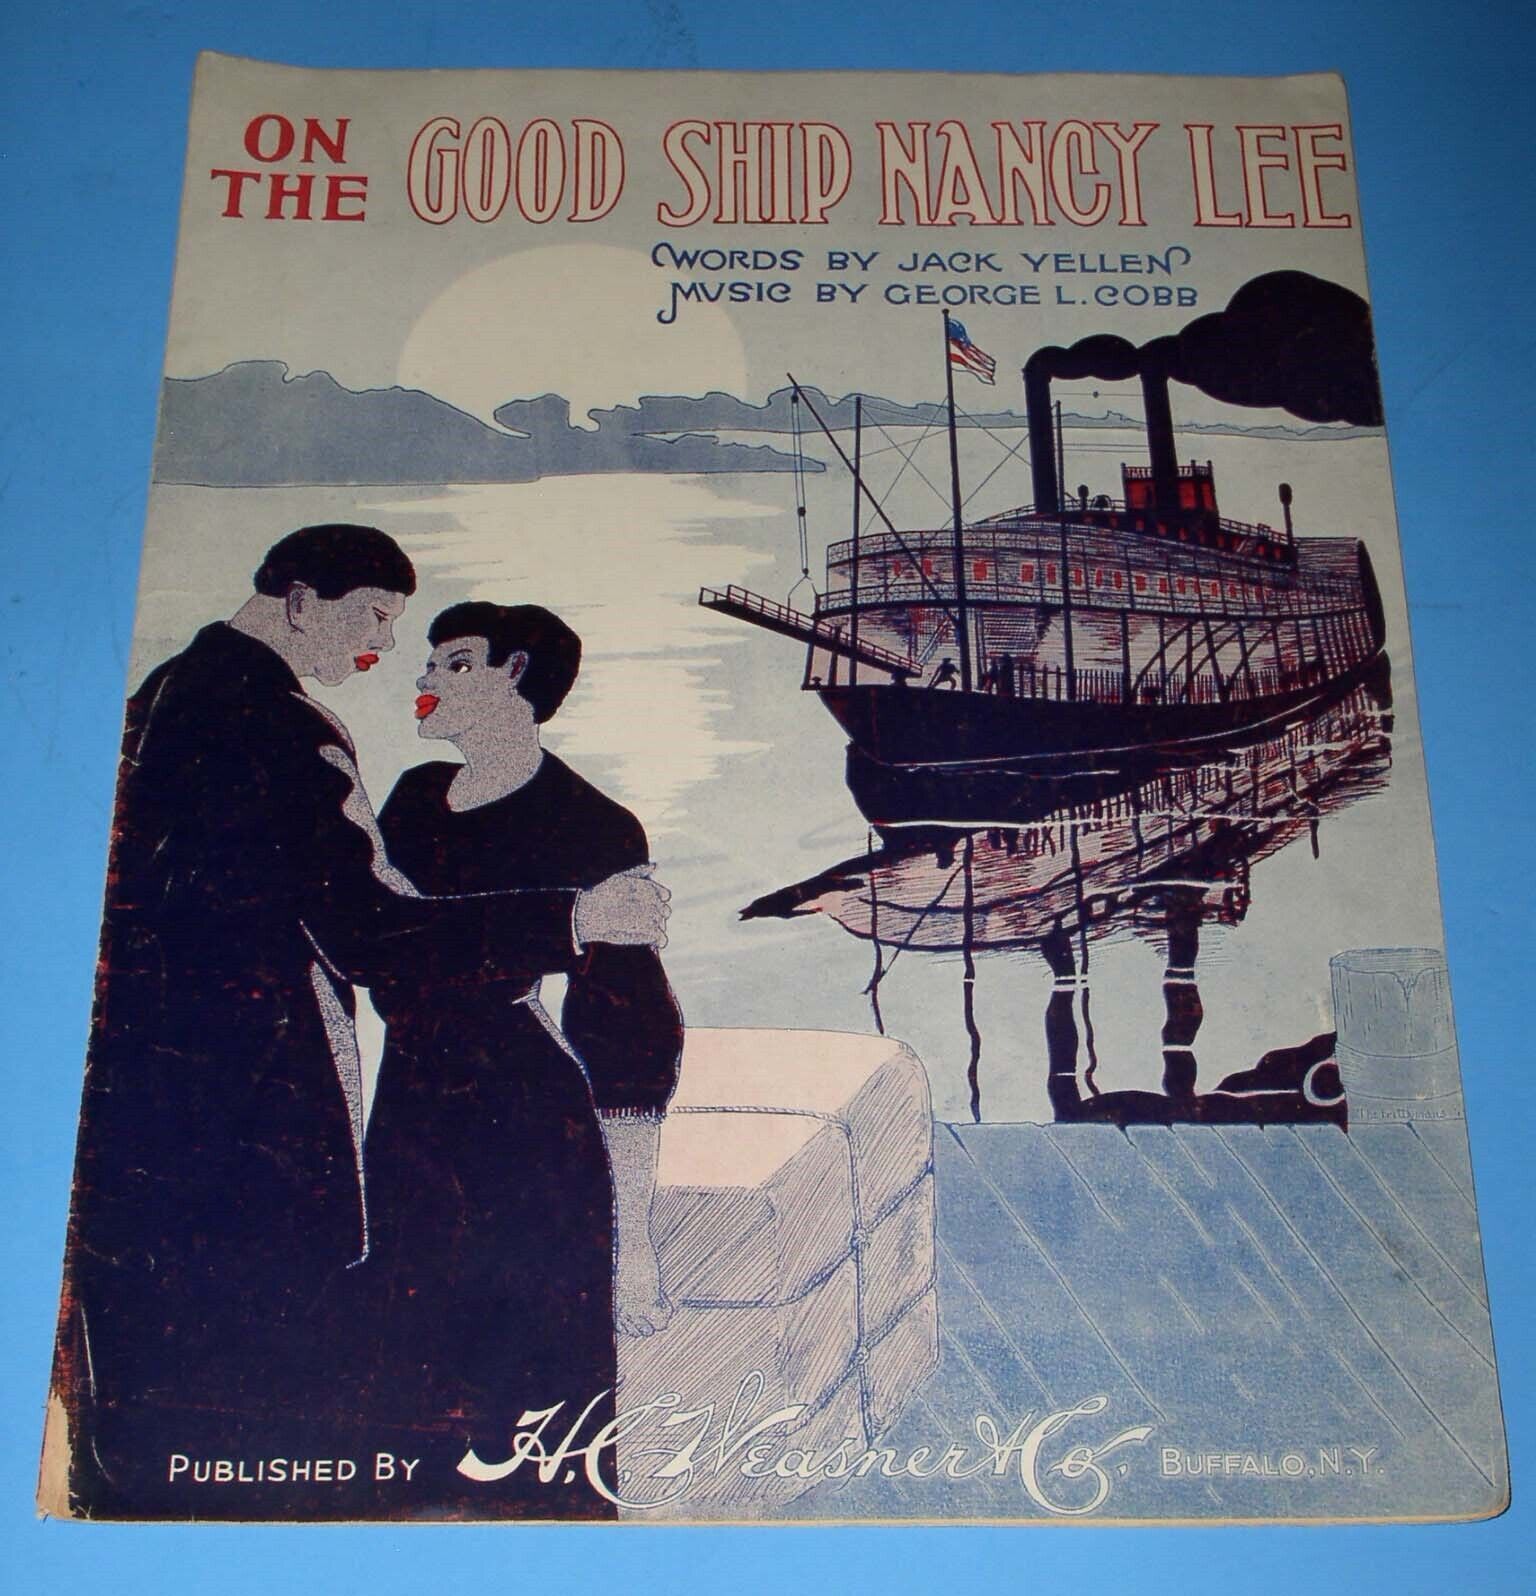 ON THE GOOD SHIP NANCY LEE
WORDS BY JACK YELLEN
MUSIC BY GEORGE L. COBB
PUBLISHED BY H.C. Weasner & Co. BUFFALO, N.Y.